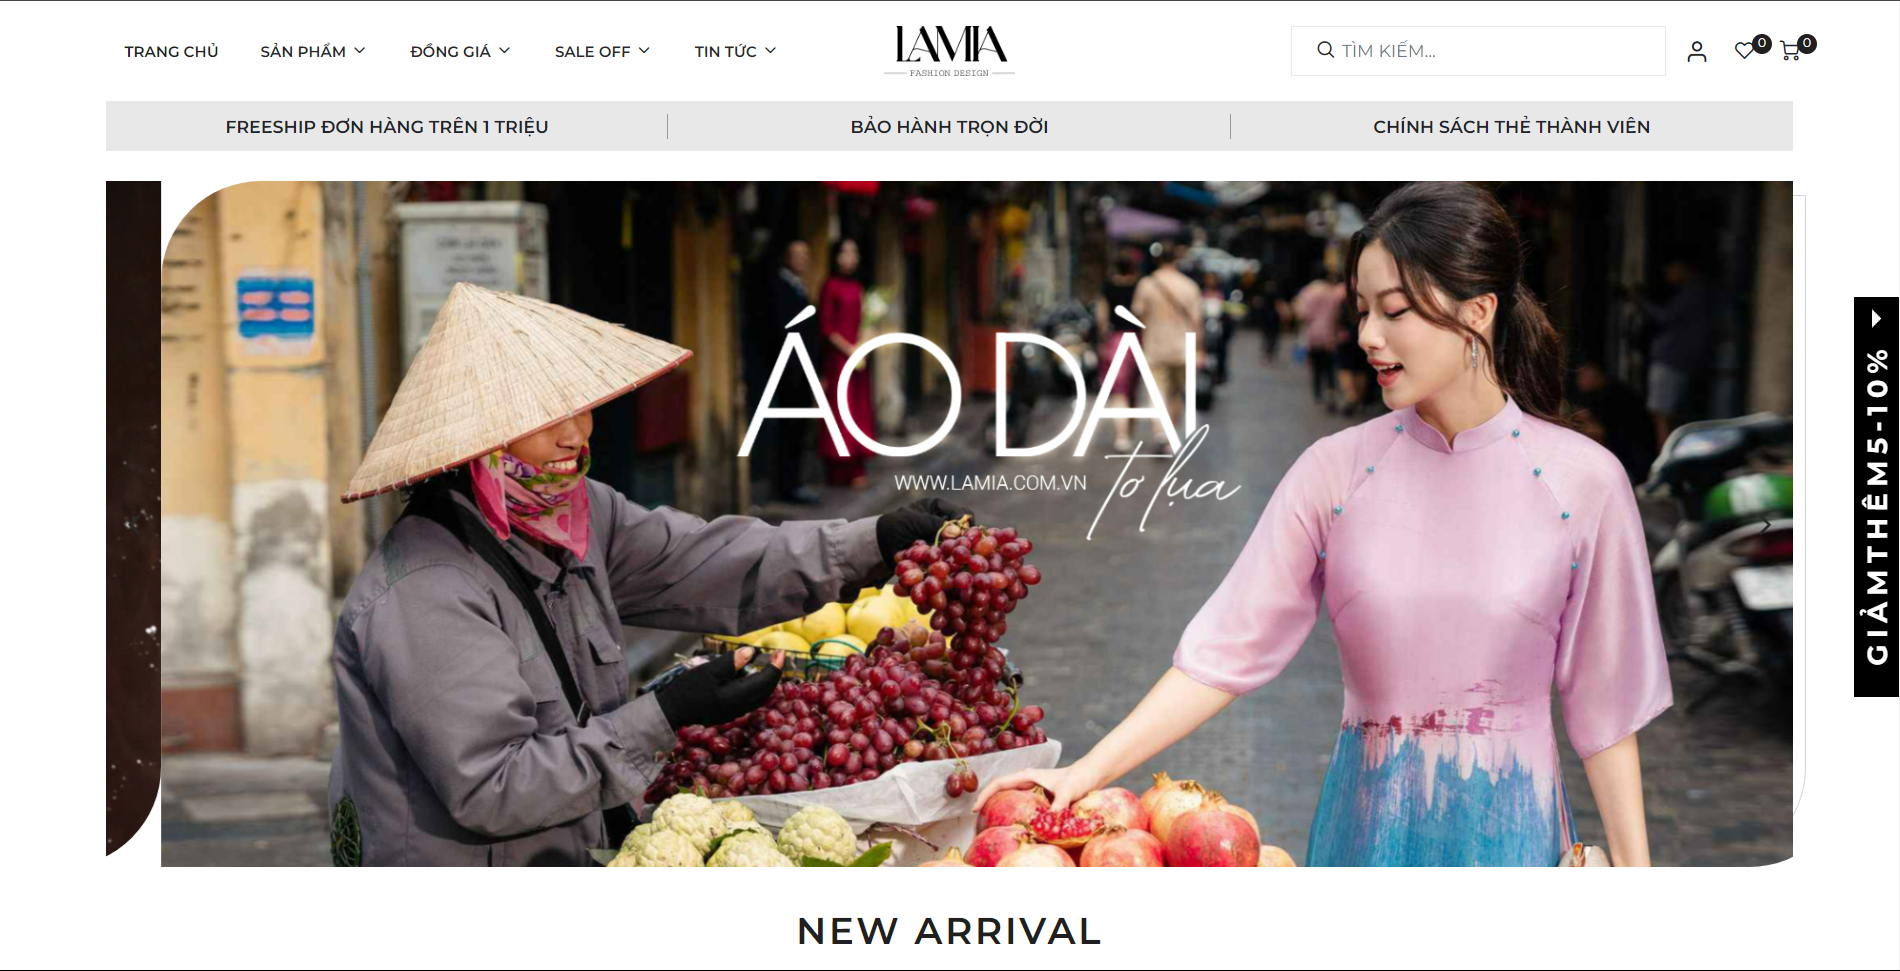 TRANG CHỦ
SẢN PHẨM
ĐỒNG GIÁ
SALE OFF
TIN TỨC
LAMIA
FASHION DESIGN
TÌM KIẾM...
0
0
FREESHIP ĐƠN HÀNG TRÊN 1 TRIỆU
BẢO HÀNH TRỌN ĐỜI
CHÍNH SÁCH THẺ THÀNH VIÊN
ÁO DÀI
tơ lụa
WWW.LAMIA.COM.VN
GIẢM THÊM 5-10%
NEW ARRIVAL